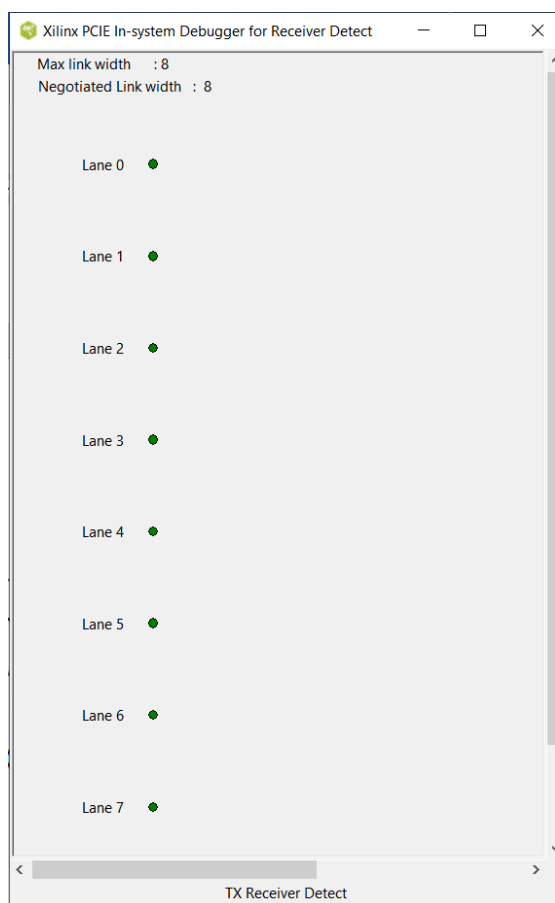 Xilinx PCIE In-system Debugger for Receiver Detect
Max link width : 8
Negotiated Link width : 8
Lane 0
Lane 1
Lane 2
Lane 3
Lane 4
Lane 5
Lane 6
Lane 7
TX Receiver Detect